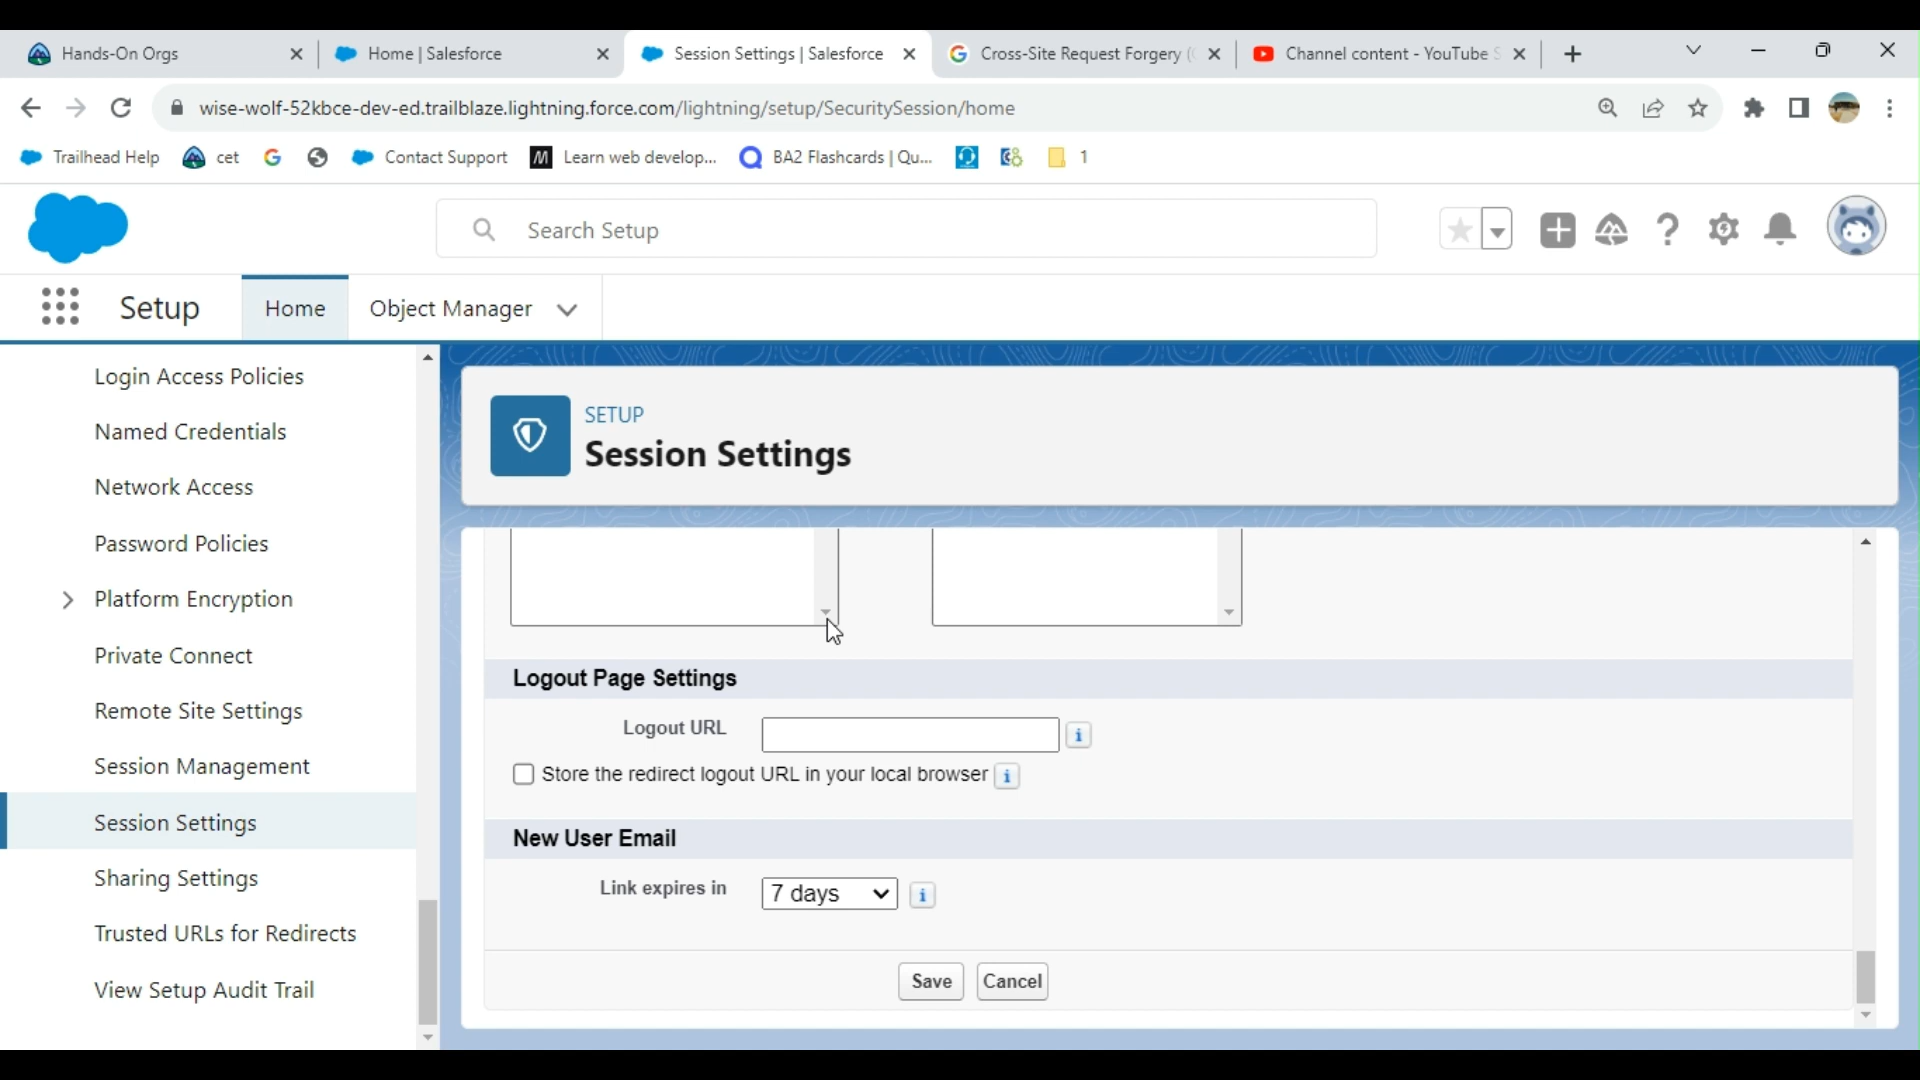 Hands-On Orgs
Home | Salesforce
Session Settings | Salesforce
Cross-Site Request Forgery (
Channel content - YouTube S
wise-wolf-52kbce-dev-ed.trailblaze.lightning.force.com/lightning/setup/SecuritySession/home
Trailhead Help
cet
Contact Support
Learn web develop...
BA2 Flashcards | Qu...
1
Search Setup
Setup
Home
Object Manager
Login Access Policies
Named Credentials
Network Access
Password Policies
Platform Encryption
Private Connect
Remote Site Settings
Session Management
Session Settings
Sharing Settings
Trusted URLs for Redirects
View Setup Audit Trail
SETUP
Session Settings
Logout Page Settings
Logout URL
Store the redirect logout URL in your local browser
New User Email
Link expires in
7 days
Save
Cancel